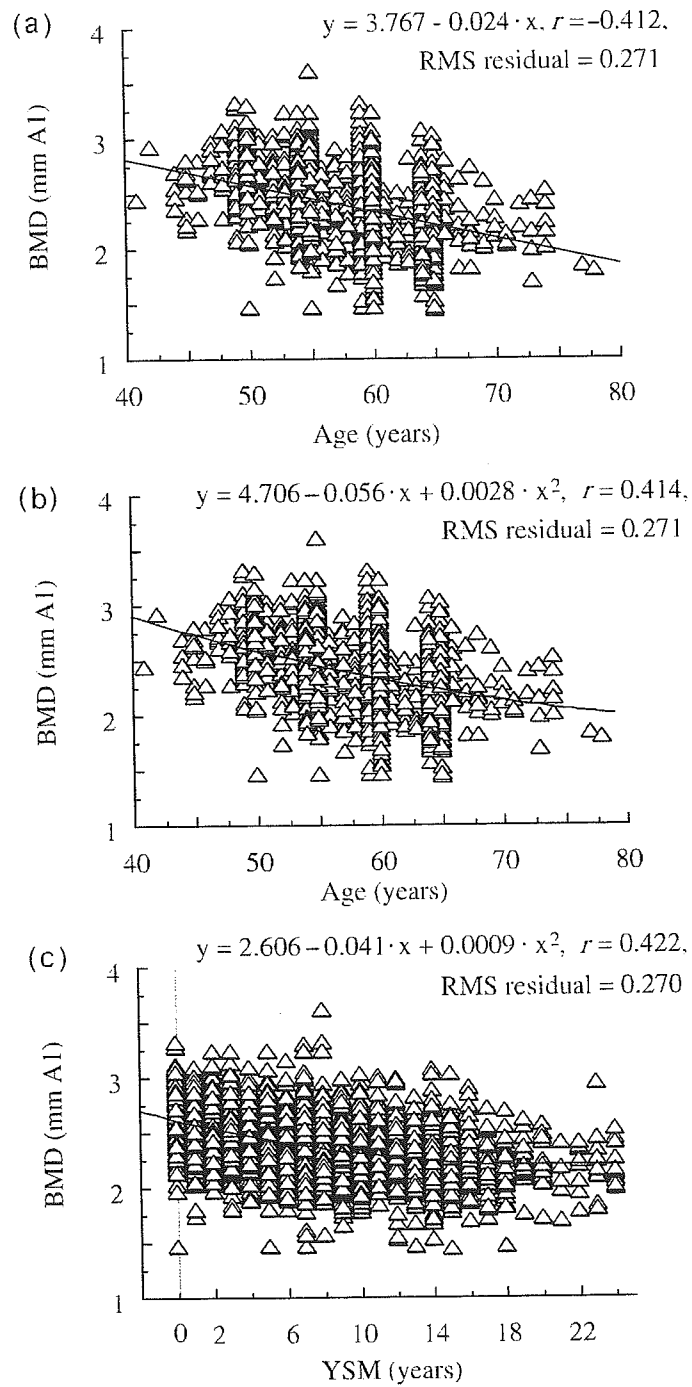 (a)
y = 3.767 - 0.024 · x, r = -0.412,
RMS residual = 0.271
BMD (mm Al)
4
3
2
1
40 50 60 70 80
Age (years)
(b)
y = 4.706 - 0.056 · x + 0.0028 · x², r = 0.414,
RMS residual = 0.271
BMD (mm Al)
4
3
2
1
40 50 60 70 80
Age (years)
(c)
y = 2.606 - 0.041 · x + 0.0009 · x², r = 0.422,
RMS residual = 0.270
BMD (mm Al)
4
3
2
1
0 2 6 10 14 18 22
YSM (years)